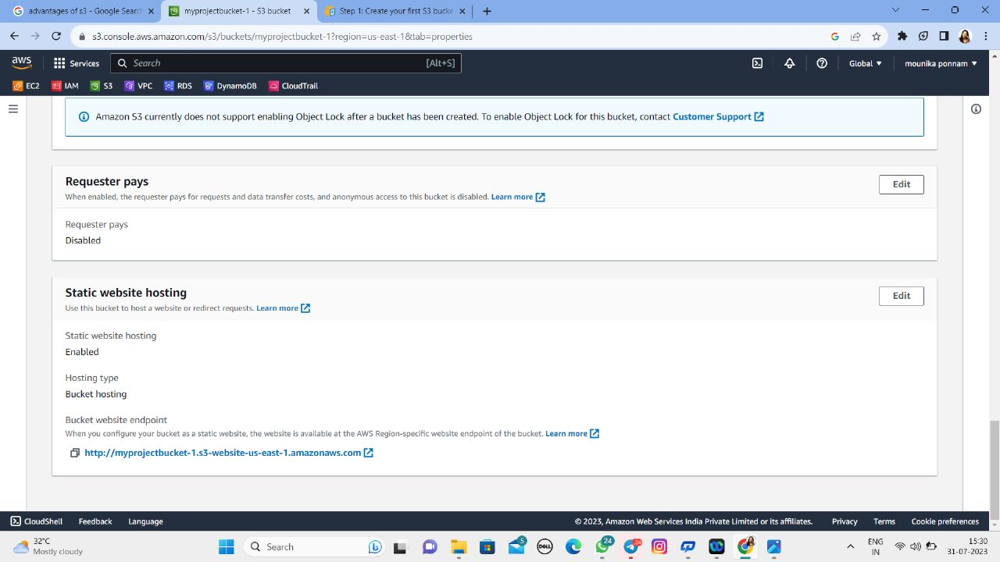 advantages of s3 - Google Search
myprojectbucket-1 - S3 bucket
Step 1: Create your first S3 bucke
s3.console.aws.amazon.com/s3/buckets/myprojectbucket-1?region=us-east-1&tab=properties
aws
Services
Search
[Alt+S]
Global
mounika ponnam
EC2
IAM
S3
VPC
RDS
DynamoDB
CloudTrail
Amazon S3 currently does not support enabling Object Lock after a bucket has been created. To enable Object Lock for this bucket, contact Customer Support
Requester pays
Edit
When enabled, the requester pays for requests and data transfer costs, and anonymous access to this bucket is disabled. Learn more
Requester pays
Disabled
Static website hosting
Edit
Use this bucket to host a website or redirect requests. Learn more
Static website hosting
Enabled
Hosting type
Bucket hosting
Bucket website endpoint
When you configure your bucket as a static website, the website is available at the AWS Region-specific website endpoint of the bucket. Learn more
http://myprojectbucket-1.s3-website-us-east-1.amazonaws.com
CloudShell
Feedback
Language
© 2023, Amazon Web Services India Private Limited or its affiliates.
Privacy
Terms
Cookie preferences
32°C
Mostly cloudy
Search
5
DELL
24
ENG
IN
15:30
31-07-2023